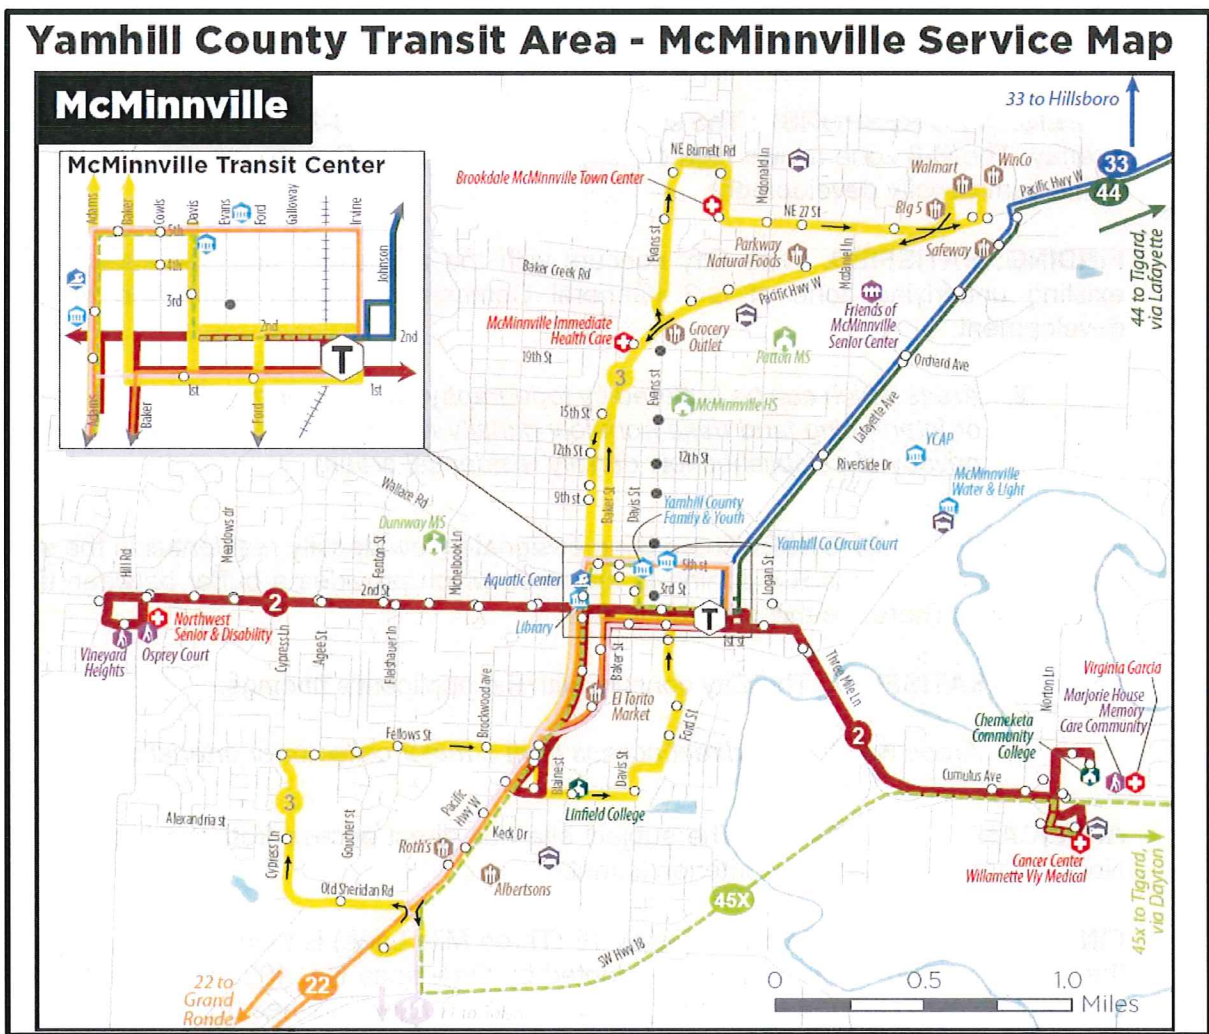 Yamhill County Transit Area - McMinnville Service Map
McMinnville
33 to Hillsboro
McMinnville Transit Center
Adams
Baker
Cowls
Davis
Evans
Ford
Galloway
Irvine
Johnson
5th
4th
3rd
2nd
2nd
T
1st
1st
Adams
Baker
Ford
NE Burnett Rd
Mcdonald Ln
Walmart
WinCo
33
Pacific Hwy W
44
Brookdale McMinnville Town Center
Big 5
NE 27 St
Evans st
Parkway
Natural Foods
Mcdaniel Ln
Safeway
44 to Tigard,
via Lafayette
Baker Creek Rd
Pacific Hwy W
Friends of
McMinnville
Senior Center
McMinnville Immediate
Health Care
Grocery
Outlet
Patton MS
19th St
Orchard Ave
3
Evans st
McMinnville HS
15th St
Lafayette Ave
12th St
12th St
YCAP
Riverside Dr
McMinnville
Water & Light
Wallace Rd
9th st
Baker St
Davis St
Yamhill County
Family & Youth
Duniway MS
Yamhill Co Circuit Court
Hill Rd
Meadows dr
Fenton St
Michelbook Ln
Aquatic Center
5th st
Logan St
2nd St
3rd St
2
T
Northwest
Senior & Disability
Library
1st st
Vineyard
Heights
Osprey Court
Cypress Ln
Agee St
Fleishauer Ln
Brockwood ave
Baker St
Three Mile Ln
Virginia Garcia
El Torito
Market
Norton Ln
Marjorie House
Memory
Care Community
Chemeketa
Community
College
Fellows St
Ford St
2
Blaine st
Davis St
Cumulus Ave
3
Pacific
Hwy W
Linfield College
Alexandria st
Goucher st
Keck Dr
Roth's
Cypress Ln
Cancer Center
Willamette Vly Medical
Albertsons
Old Sheridan Rd
45X
45x to Tigard,
via Dayton
SW Hwy 18
22 to
Grand
Ronde
22
0
0.5
1.0
Miles